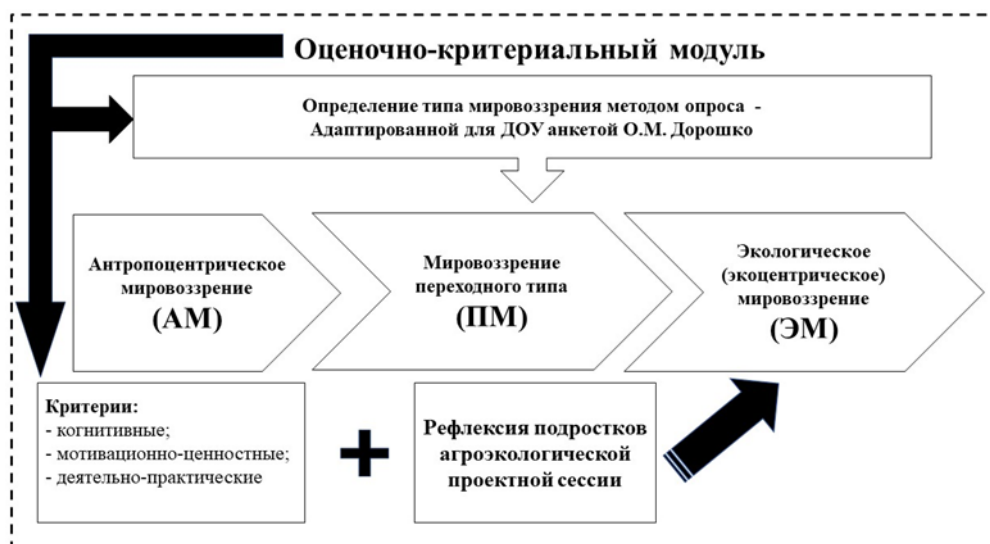 Оценочно-критериальный модуль
Определение типа мировоззрения методом опроса -
Адаптированной для ДОУ анкетой О.М. Дорошко
Антропоцентрическое
мировоззрение
(АМ)
Мировоззрение
переходного типа
(ПМ)
Экологическое
(экоцентрическое)
мировоззрение
(ЭМ)
Критерии:
- когнитивные;
- мотивационно-ценностные;
- деятельно-практические
+
Рефлексия подростков
агроэкологической
проектной сессии